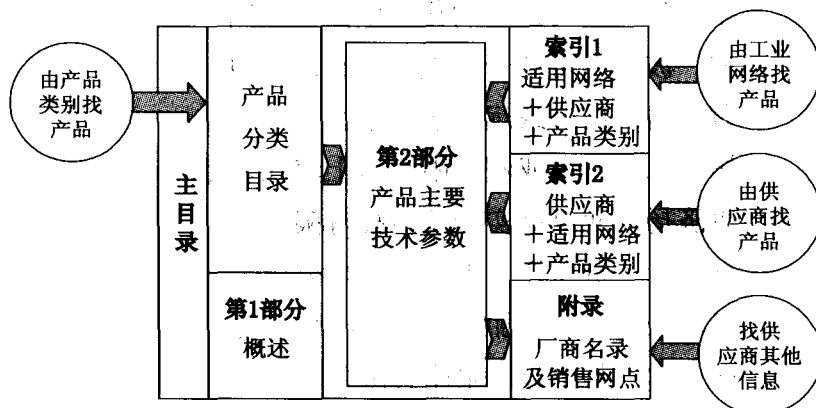 由产品
类别找
产品
主
目
录
产品
分类
目录
第1部分
概述
第2部分
产品主要
技术参数
索引1
适用网络
＋供应商
＋产品类别
索引2
供应商
＋适用网络
＋产品类别
附录
厂商名录
及销售网点
由工业
网络找
产品
由供
应商找
产品
找供
应商其他
信息